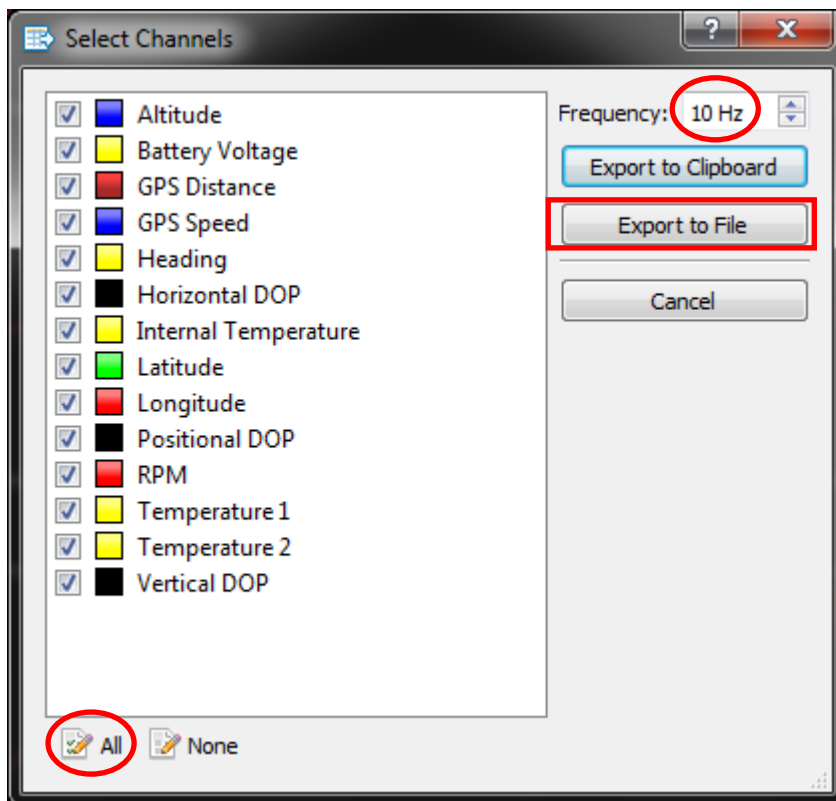 Select Channels
?
x
Altitude
Battery Voltage
GPS Distance
GPS Speed
Heading
Horizontal DOP
Internal Temperature
Latitude
Longitude
Positional DOP
RPM
Temperature 1
Temperature 2
Vertical DOP
All
None
Frequency: 10 Hz
Export to Clipboard
Export to File
Cancel